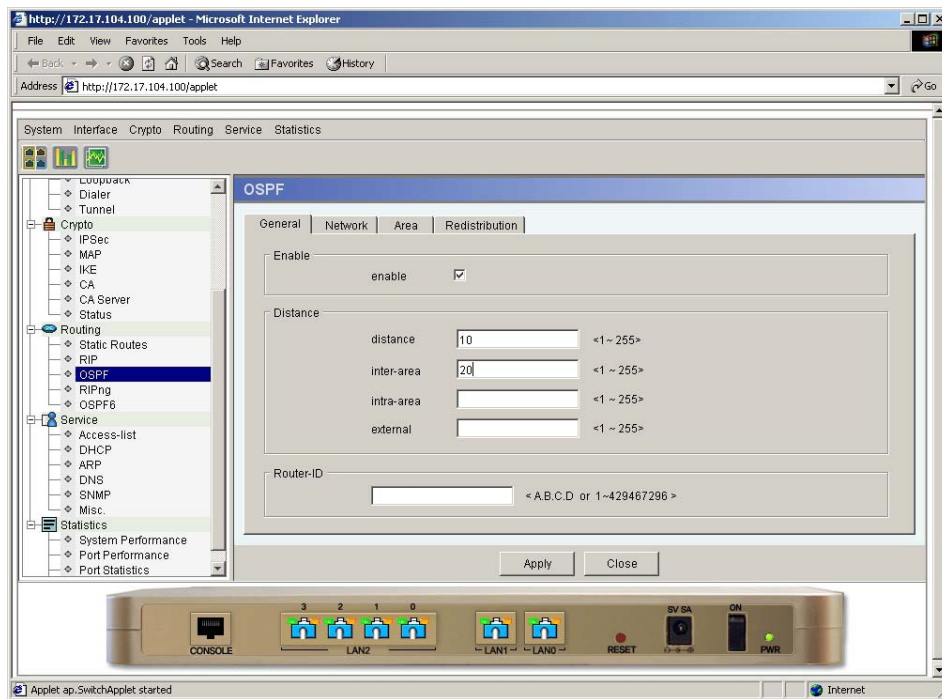 http://172.17.104.100/applet - Microsoft Internet Explorer
File Edit View Favorites Tools Help
Back Search Favorites History
Address http://172.17.104.100/applet Go
System Interface Crypto Routing Service Statistics
Loopback
Dialer
Tunnel
Crypto
IPSec
MAP
IKE
CA
CA Server
Status
Routing
Static Routes
RIP
OSPF
RIPng
OSPF6
Service
Access-list
DHCP
ARP
DNS
SNMP
Misc.
Statistics
System Performance
Port Performance
Port Statistics
OSPF
General Network Area Redistribution
Enable
enable
Distance
distance 10 <1 ~ 255>
inter-area 20 <1 ~ 255>
intra-area <1 ~ 255>
external <1 ~ 255>
Router-ID
< A.B.C.D or 1~429467296 >
Apply Close
3 2 1 0 5V 5A ON
CONSOLE LAN2 LAN1 LAN0 RESET PWR
Applet ap.SwitchApplet started Internet